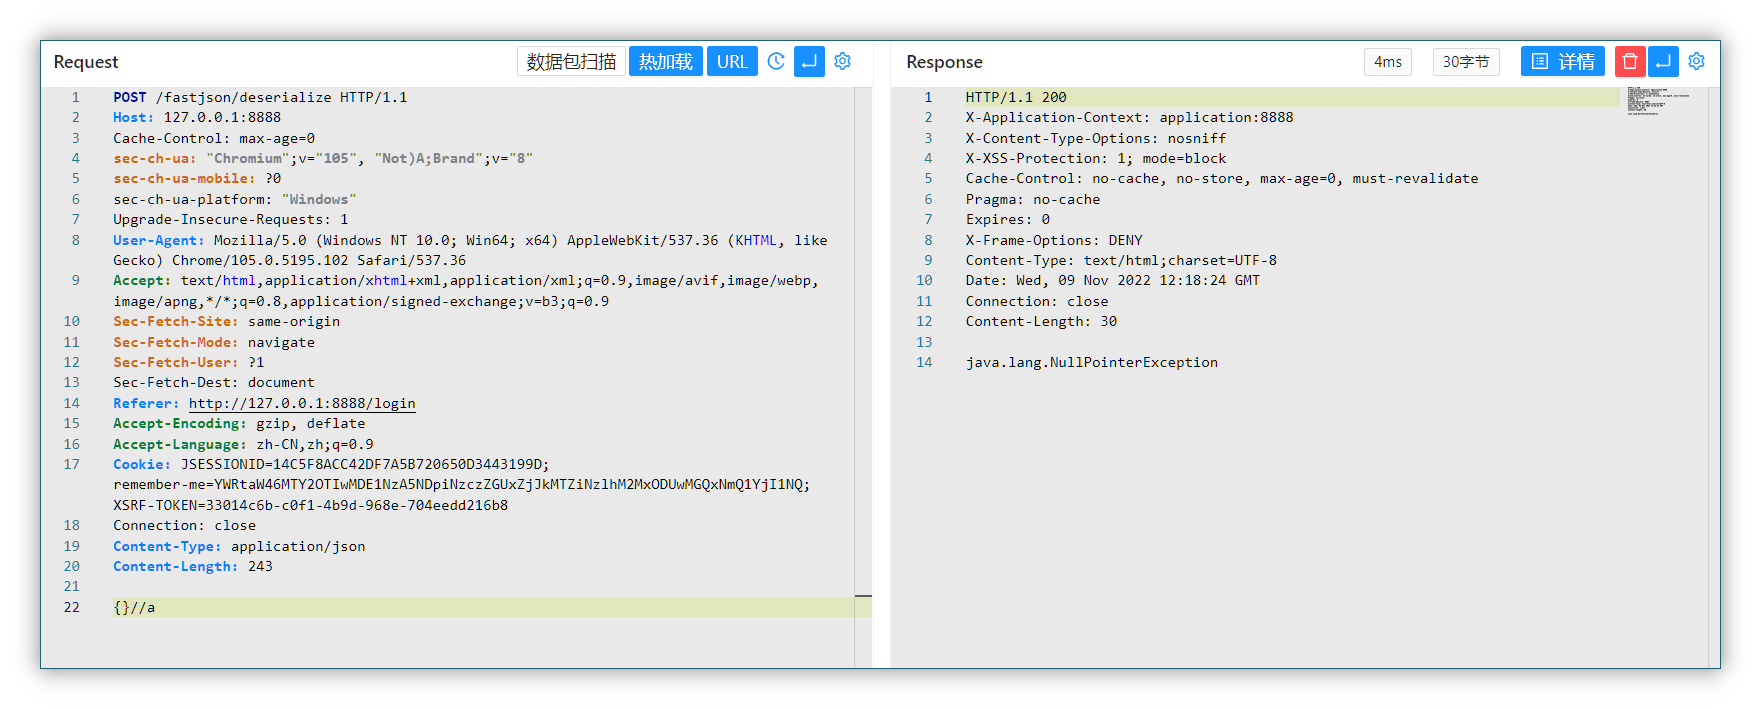 Request 数据包扫描 热加载 URL
1 POST /fastjson/deserialize HTTP/1.1
2 Host: 127.0.0.1:8888
3 Cache-Control: max-age=0
4 sec-ch-ua: "Chromium";v="105", "Not)A;Brand";v="8"
5 sec-ch-ua-mobile: ?0
6 sec-ch-ua-platform: "Windows"
7 Upgrade-Insecure-Requests: 1
8 User-Agent: Mozilla/5.0 (Windows NT 10.0; Win64; x64) AppleWebKit/537.36 (KHTML, like
Gecko) Chrome/105.0.5195.102 Safari/537.36
9 Accept: text/html,application/xhtml+xml,application/xml;q=0.9,image/avif,image/webp,
image/apng,*/*;q=0.8,application/signed-exchange;v=b3;q=0.9
10 Sec-Fetch-Site: same-origin
11 Sec-Fetch-Mode: navigate
12 Sec-Fetch-User: ?1
13 Sec-Fetch-Dest: document
14 Referer: http://127.0.0.1:8888/login
15 Accept-Encoding: gzip, deflate
16 Accept-Language: zh-CN,zh;q=0.9
17 Cookie: JSESSIONID=14C5F8ACC42DF7A5B720650D3443199D;
remember-me=YWRtaW46MTY2OTIwMDE1NzA5NDpiNzczZGUxZjJkMTZiNzlhM2MxODUwMGQxNmQ1YjI1NQ;
XSRF-TOKEN=33014c6b-c0f1-4b9d-968e-704eedd216b8
18 Connection: close
19 Content-Type: application/json
20 Content-Length: 243
21
22 {}//a
Response 4ms 30字节 详情
1 HTTP/1.1 200
2 X-Application-Context: application:8888
3 X-Content-Type-Options: nosniff
4 X-XSS-Protection: 1; mode=block
5 Cache-Control: no-cache, no-store, max-age=0, must-revalidate
6 Pragma: no-cache
7 Expires: 0
8 X-Frame-Options: DENY
9 Content-Type: text/html;charset=UTF-8
10 Date: Wed, 09 Nov 2022 12:18:24 GMT
11 Connection: close
12 Content-Length: 30
13
14 java.lang.NullPointerException